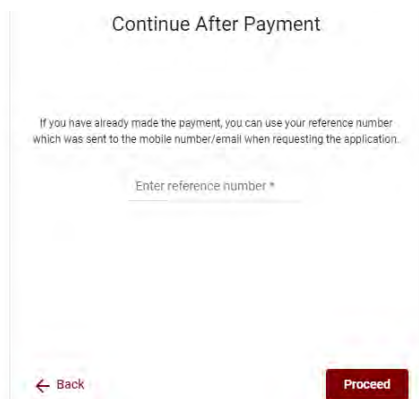 Continue After Payment
If you have already made the payment, you can use your reference number
which was sent to the mobile number/email when requesting the application.
Enter reference number *
← Back
Proceed